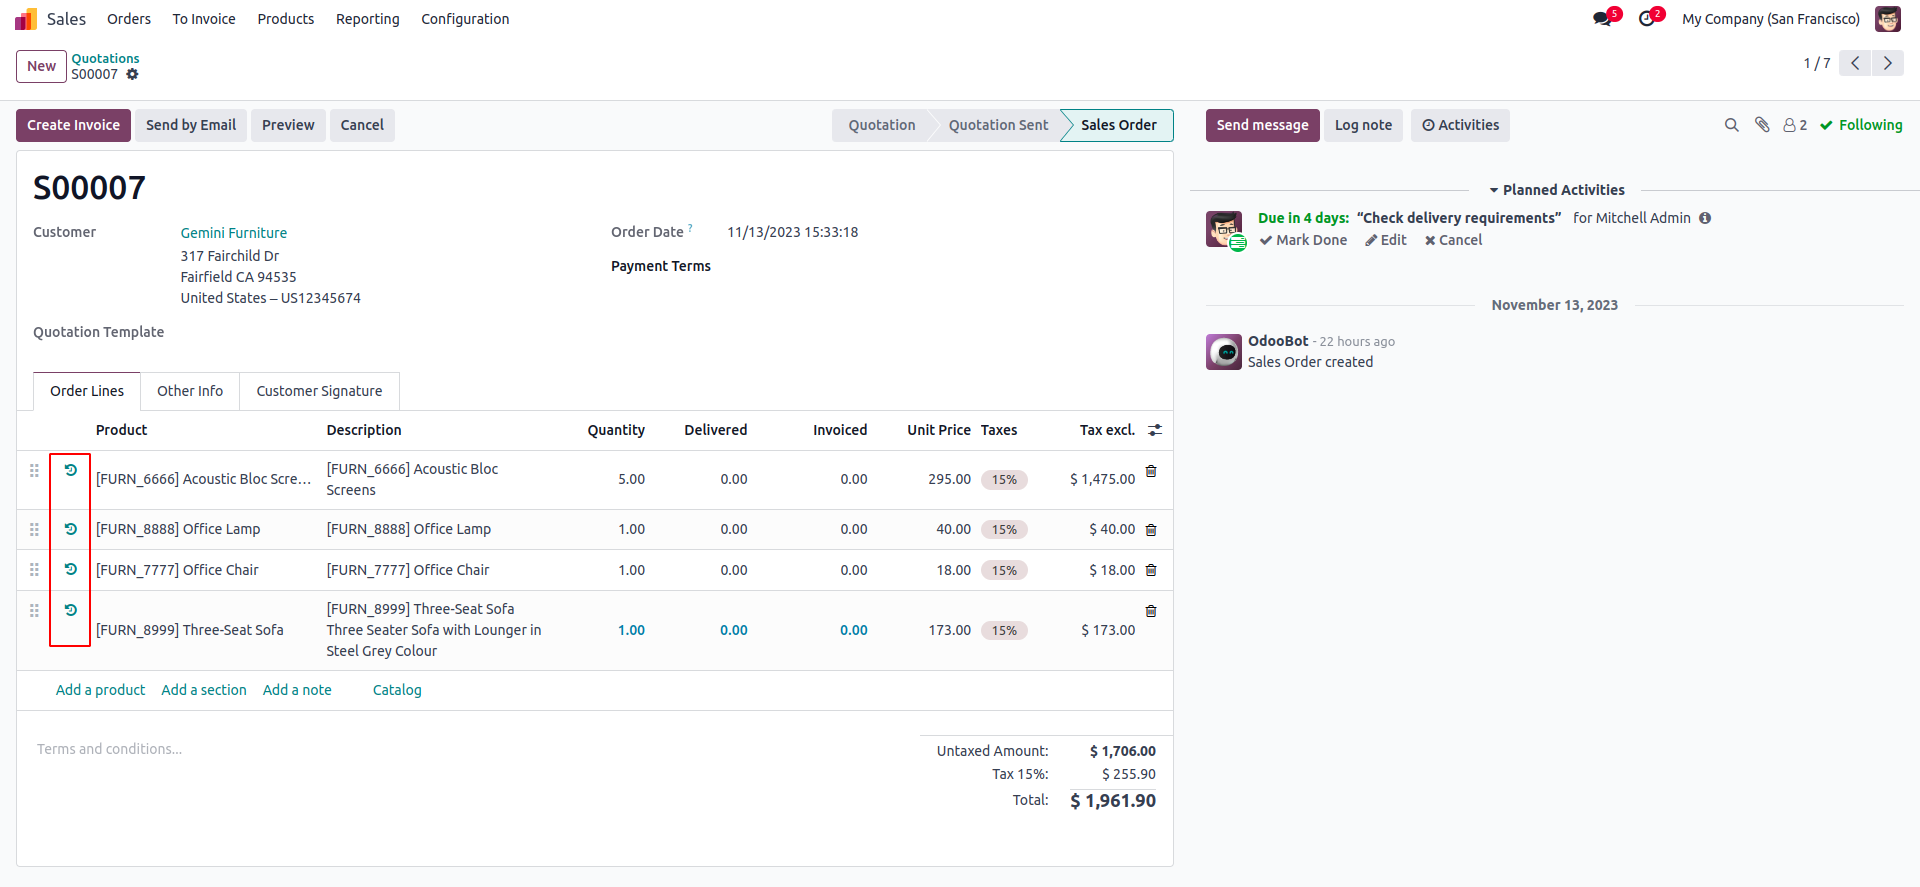 Sales Orders To Invoice Products Reporting Configuration 5 2 My Company (San Francisco)
New Quotations
S00007
1 / 7
Create Invoice Send by Email Preview Cancel Quotation Quotation Sent Sales Order
Send message Log note Activities 2 Following
S00007
Customer Gemini Furniture
317 Fairchild Dr
Fairfield CA 94535
United States – US12345674
Order Date ? 11/13/2023 15:33:18
Payment Terms
Quotation Template
Planned Activities
Due in 4 days: “Check delivery requirements” for Mitchell Admin
Mark Done Edit Cancel
November 13, 2023
OdooBot - 22 hours ago
Sales Order created
Order Lines Other Info Customer Signature
Product Description Quantity Delivered Invoiced Unit Price Taxes Tax excl.
[FURN_6666] Acoustic Bloc Scre... [FURN_6666] Acoustic Bloc
Screens 5.00 0.00 0.00 295.00 15% $ 1,475.00
[FURN_8888] Office Lamp [FURN_8888] Office Lamp 1.00 0.00 0.00 40.00 15% $ 40.00
[FURN_7777] Office Chair [FURN_7777] Office Chair 1.00 0.00 0.00 18.00 15% $ 18.00
[FURN_8999] Three-Seat Sofa [FURN_8999] Three-Seat Sofa
Three Seater Sofa with Lounger in
Steel Grey Colour 1.00 0.00 0.00 173.00 15% $ 173.00
Add a product Add a section Add a note Catalog
Terms and conditions...
Untaxed Amount: $ 1,706.00
Tax 15%: $ 255.90
Total: $ 1,961.90